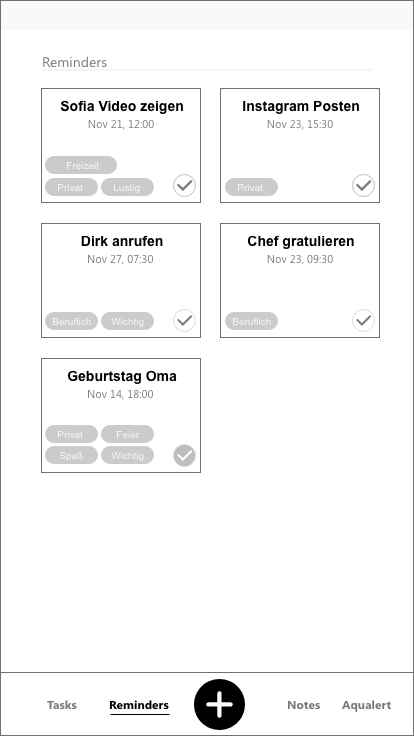 Reminders
Sofia Video zeigen
Nov 21, 12:00
Freizeit
Privat
Lustig
Instagram Posten
Nov 23, 15:30
Privat
Dirk anrufen
Nov 27, 07:30
Beruflich
Wichtig
Chef gratulieren
Nov 23, 09:30
Beruflich
Geburtstag Oma
Nov 14, 18:00
Privat
Feier
Spaß
Wichtig
Tasks
Reminders
Notes
Aqualert